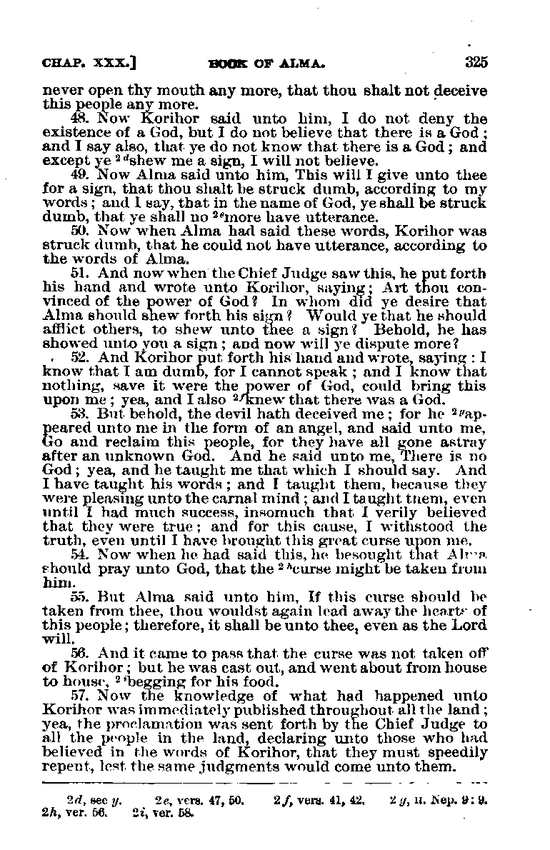 CHAP. XXX.] BOOK OF ALMA. 325
never open thy mouth any more, that thou shalt not deceive
this people any more.
48. Now Korihor said unto him, I do not deny the
existence of a God, but I do not believe that there is a God;
and I say also, that ye do not know that there is a God; and
except ye ²ᵈshew me a sign, I will not believe.
49. Now Alma said unto him, This will I give unto thee
for a sign, that thou shalt be struck dumb, according to my
words; and I say, that in the name of God, ye shall be struck
dumb, that ye shall no ²ᵉmore have utterance.
50. Now when Alma had said these words, Korihor was
struck dumb, that he could not have utterance, according to
the words of Alma.
51. And now when the Chief Judge saw this, he put forth
his hand and wrote unto Korihor, saying; Art thou con-
vinced of the power of God? In whom did ye desire that
Alma should shew forth his sign? Would ye that he should
afflict others, to shew unto thee a sign? Behold, he has
showed unto you a sign; and now will ye dispute more?
52. And Korihor put forth his hand and wrote, saying: I
know that I am dumb, for I cannot speak; and I know that
nothing, save it were the power of God, could bring this
upon me; yea, and I also ²ᶠknew that there was a God.
53. But behold, the devil hath deceived me; for he ²ᵍap-
peared unto me in the form of an angel, and said unto me,
Go and reclaim this people, for they have all gone astray
after an unknown God. And he said unto me, There is no
God; yea, and he taught me that which I should say. And
I have taught his words; and I taught them, because they
were pleasing unto the carnal mind; and I taught them, even
until I had much success, insomuch that I verily believed
that they were true; and for this cause, I withstood the
truth, even until I have brought this great curse upon me.
54. Now when he had said this, he besought that Alma
should pray unto God, that the ²ʰcurse might be taken from
him.
55. But Alma said unto him, If this curse should be
taken from thee, thou wouldst again lead away the hearts of
this people; therefore, it shall be unto thee, even as the Lord
will.
56. And it came to pass that the curse was not taken off
of Korihor; but he was cast out, and went about from house
to house, ²ⁱbegging for his food.
57. Now the knowledge of what had happened unto
Korihor was immediately published throughout all the land;
yea, the proclamation was sent forth by the Chief Judge to
all the people in the land, declaring unto those who had
believed in the words of Korihor, that they must speedily
repent, lest the same judgments would come unto them.
2d, see y. 2e, vers. 47, 50. 2f, vers. 41, 42. 2g, II. Nep. 9:9.
2h, ver. 56. 2i, ver. 58.